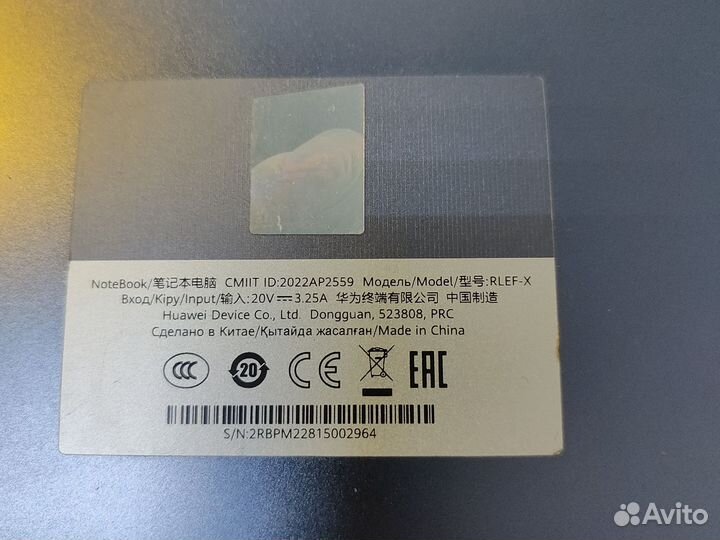 NoteBook/笔记本电脑 CMIIT ID:2022AP2559 Модель/Model/型号:RLEF-X
Вход/Кіру/Input/输入:20V⎓3.25A 华为终端有限公司 中国制造
Huawei Device Co., Ltd. Dongguan, 523808, PRC
Сделано в Китае/Қытайда жасалған/Made in China
CCC 20 CE EAC
S/N:2RBPM22815002964
Avito